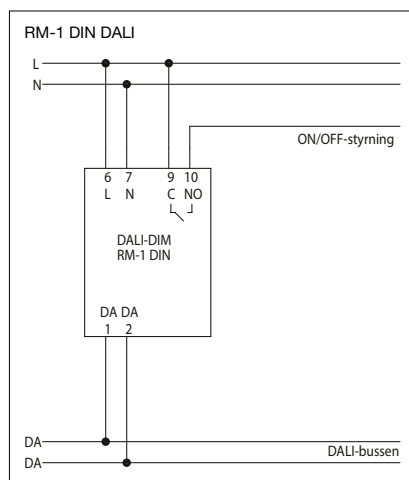 RM-1 DIN DALI
L
N
ON/OFF-styrning
6 7 9 10
L N C NO
DALI-DIM
RM-1 DIN
DA DA
1 2
DA
DALI-bussen
DA